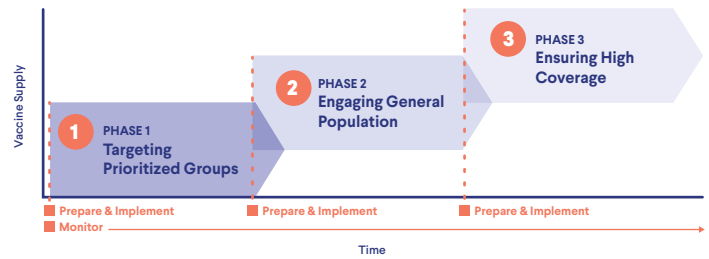 Vaccine Supply
1
PHASE 1
Targeting
Prioritized Groups
2
PHASE 2
Engaging General
Population
3
PHASE 3
Ensuring High
Coverage
Prepare & Implement
Prepare & Implement
Prepare & Implement
Monitor
Time